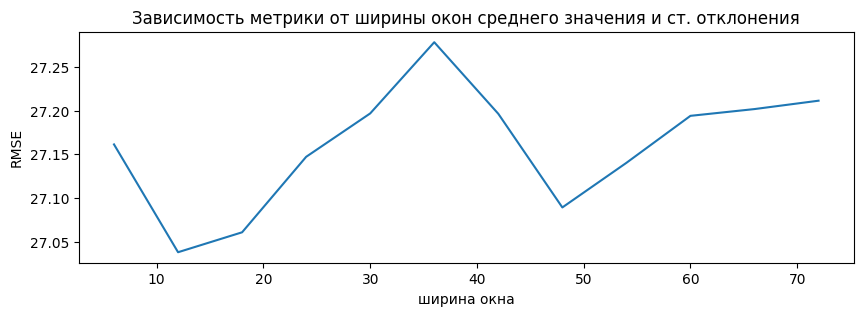 Зависимость метрики от ширины окон среднего значения и ст. отклонения
27.25
27.20
27.15
27.10
27.05
RMSE
10 20 30 40 50 60 70
ширина окна